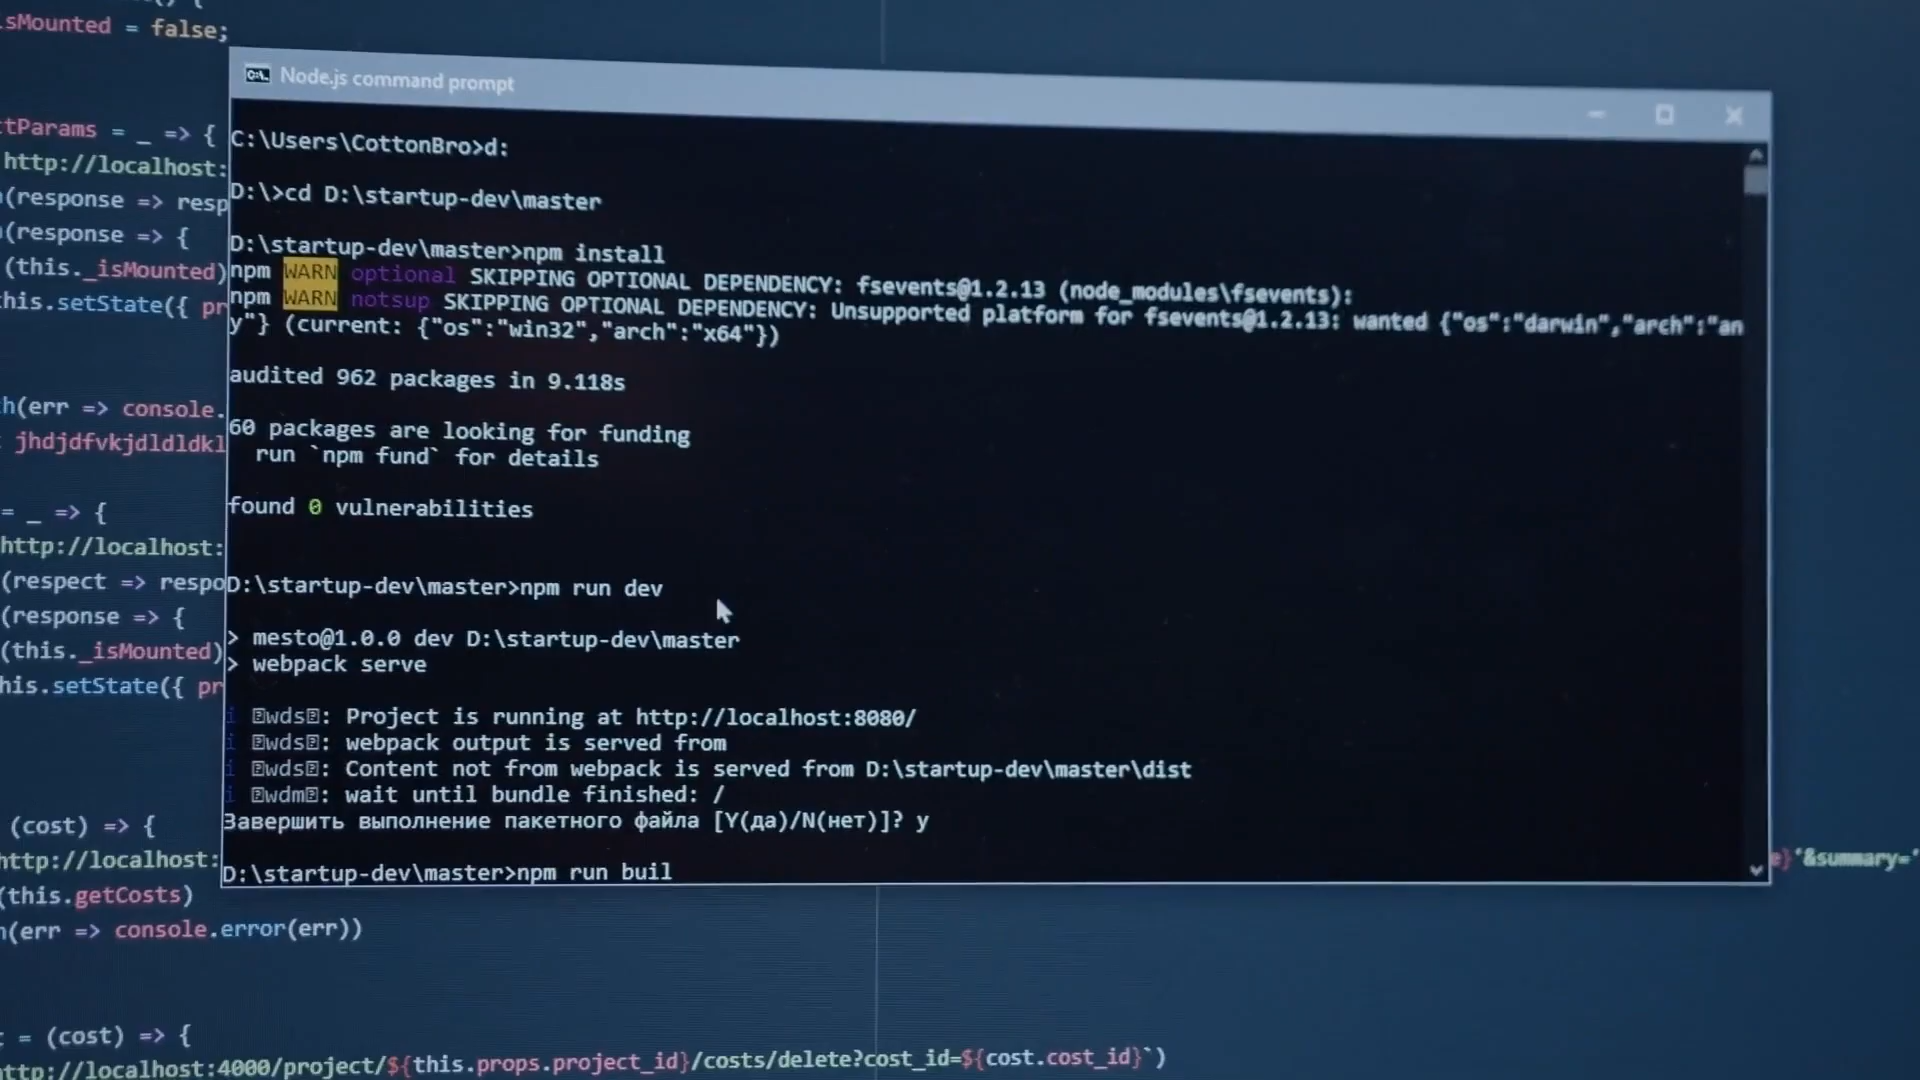 isMounted = false;
Node.js command prompt
C:\Users\CottonBro>d:
ctParams = _ => {
http://localhost:
D:\>cd D:\startup-dev\master
(response => resp
(response => {
D:\startup-dev\master>npm install
(this._isMounted)
npm WARN optional SKIPPING OPTIONAL DEPENDENCY: fsevents@1.2.13 (node_modules\fsevents):
this.setState({ pr
npm WARN notsup SKIPPING OPTIONAL DEPENDENCY: Unsupported platform for fsevents@1.2.13: wanted {"os":"darwin","arch":"an
y"} (current: {"os":"win32","arch":"x64"})
audited 962 packages in 9.118s
h(err => console.
60 packages are looking for funding
jhdjdfvkjdldldkl
run `npm fund` for details
found 0 vulnerabilities
= _ => {
http://localhost:
(respect => respo
D:\startup-dev\master>npm run dev
(response => {
> mesto@1.0.0 dev D:\startup-dev\master
(this._isMounted)
> webpack serve
his.setState({ pr
i ⍰wds⍰: Project is running at http://localhost:8080/
i ⍰wds⍰: webpack output is served from
i ⍰wds⍰: Content not from webpack is served from D:\startup-dev\master\dist
i ⍰wdm⍰: wait until bundle finished: /
(cost) => {
Завершить выполнение пакетного файла [Y(да)/N(нет)]? y
http://localhost:
e}'&summary='
D:\startup-dev\master>npm run buil
(this.getCosts)
(err => console.error(err))
= (cost) => {
http://localhost:4000/project/${this.props.project_id}/costs/delete?cost_id=${cost.cost_id}`)